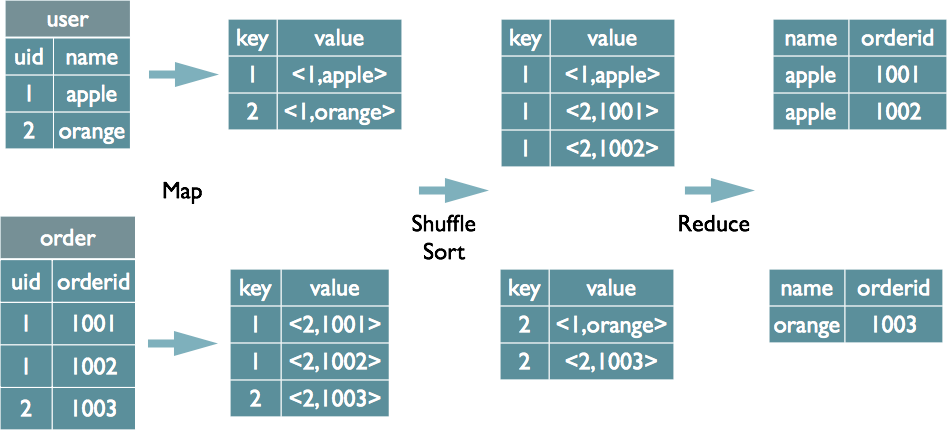 user
uid name
1 apple
2 orange
key value
1 <1,apple>
2 <1,orange>
key value
1 <1,apple>
1 <2,1001>
1 <2,1002>
name orderid
apple 1001
apple 1002
Map
Shuffle
Sort
Reduce
order
uid orderid
1 1001
1 1002
2 1003
key value
1 <2,1001>
1 <2,1002>
2 <2,1003>
key value
2 <1,orange>
2 <2,1003>
name orderid
orange 1003